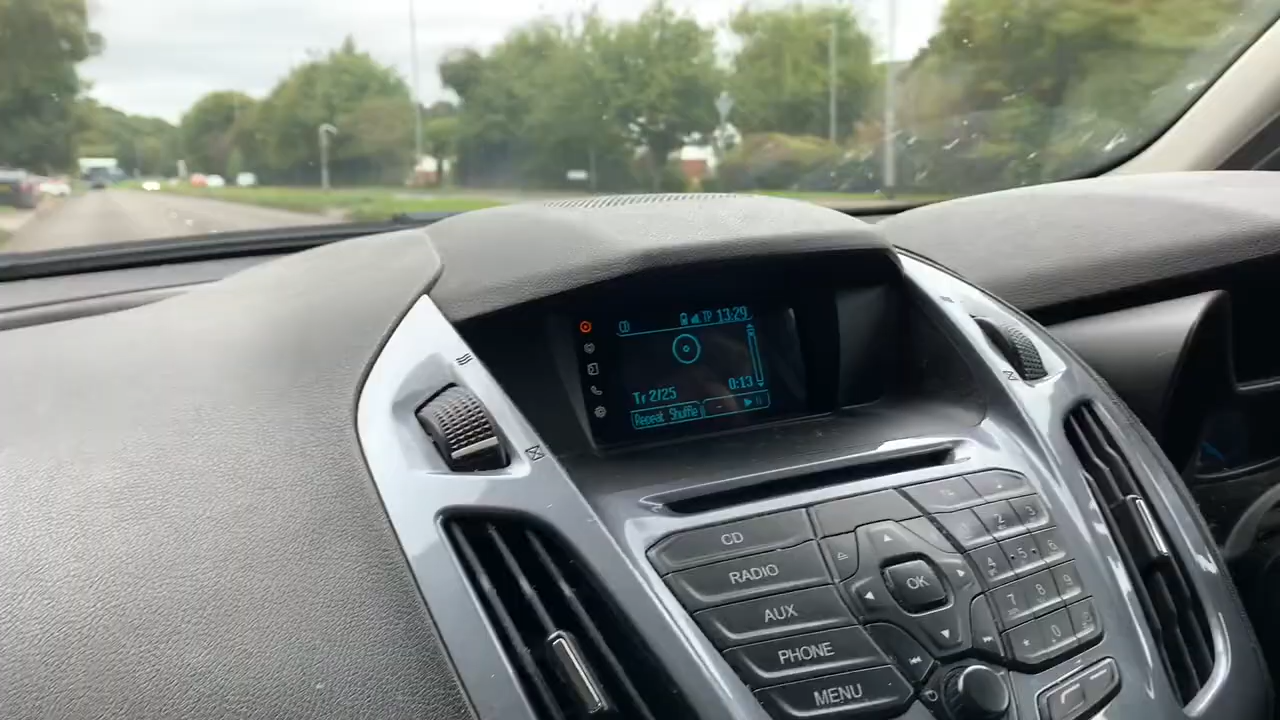 CD TP 13:29
Tr 2/25 0:13
Repeat Shuffle
CD
RADIO
AUX
PHONE
MENU
OK
2 3
4 5 6
7 8 9
* 0